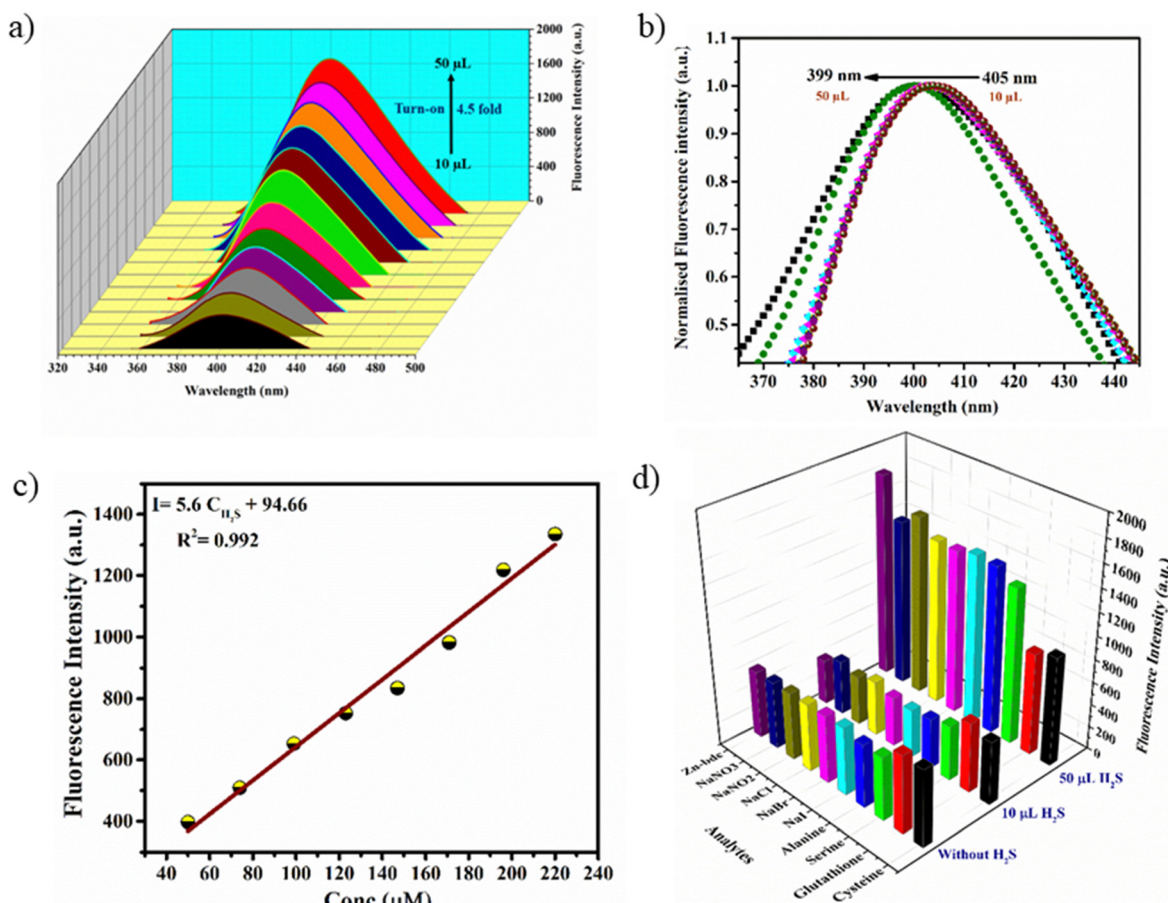 a)
2000
1600
1200
800
400
0
Fluorescence Intensity (a.u.)
50 µL
Turn-on 4.5 fold
10 µL
320 340 360 380 400 420 440 460 480 500
Wavelength (nm)
b)
1.1
1.0
0.9
0.8
0.7
0.6
0.5
Normalised Fluorescence intensity (a.u.)
399 nm 405 nm
50 µL 10 µL
370 380 390 400 410 420 430 440
Wavelength (nm)
c)
I= 5.6 C_H₂S + 94.66
R²= 0.992
1400
1200
1000
800
600
400
Fluorescence Intensity (a.u.)
40 60 80 100 120 140 160 180 200 220 240
Conc (µM)
d)
2000
1800
1600
1400
1200
1000
800
600
400
200
0
Fluorescence Intensity (a.u.)
Zn-bdc
NaNO3
NaNO2
NaCl
NaBr
NaI
Alanine
Serine
Glutathione
Cysteine
Analytes
50 µL H₂S
10 µL H₂S
Without H₂S